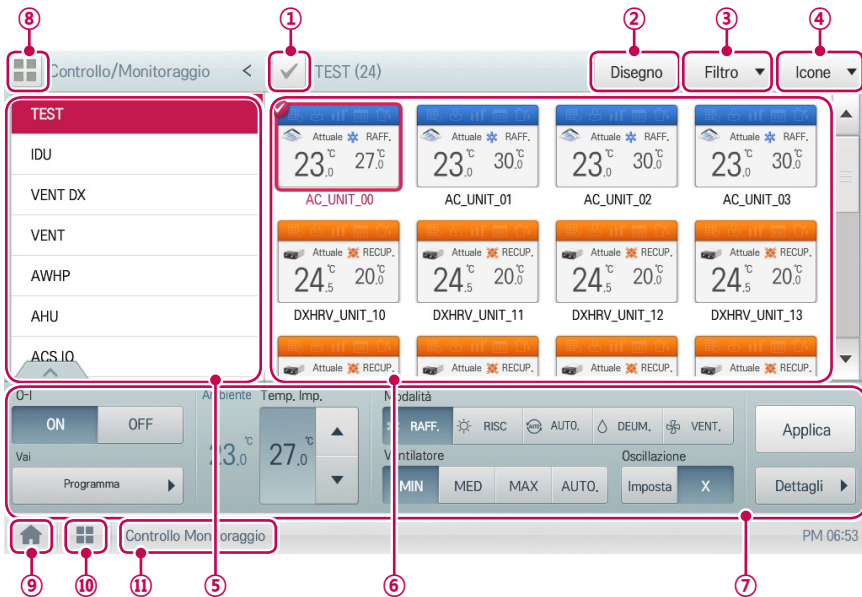 ⑧ ① ② ③ ④
Controllo/Monitoraggio < TEST (24) Disegno Filtro ▼ Icone ▼
TEST
IDU
VENT DX
VENT
AWHP
AHU
ACS IO
Attuale RAFF. Attuale RAFF. Attuale RAFF. Attuale RAFF.
23.0℃ 27.0℃ 23.0℃ 30.0℃ 23.0℃ 30.0℃ 23.0℃ 30.0℃
AC_UNIT_00 AC_UNIT_01 AC_UNIT_02 AC_UNIT_03
Attuale RECUP. Attuale RECUP. Attuale RECUP. Attuale RECUP.
24.5℃ 20.0℃ 24.5℃ 20.0℃ 24.5℃ 20.0℃ 24.5℃ 20.0℃
DXHRV_UNIT_10 DXHRV_UNIT_11 DXHRV_UNIT_12 DXHRV_UNIT_13
Attuale RECUP. Attuale RECUP. Attuale RECUP. Attuale RECUP.
O-I Ambiente Temp. Imp. Modalità
ON OFF 23.0℃ 27.0℃ RAFF. RISC AUTO. DEUM. VENT. Applica
Vai Ventilatore Oscillazione
Programma MIN MED MAX AUTO. Imposta X Dettagli
Controllo Monitoraggio PM 06:53
⑨ ⑩ ⑪ ⑤ ⑥ ⑦